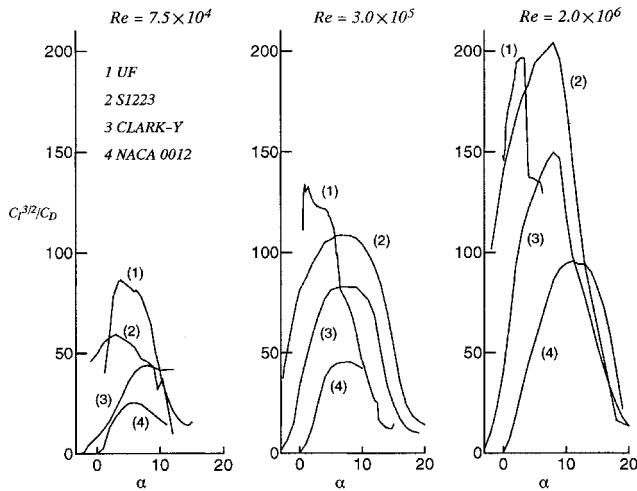 Re = 7.5×10⁴ Re = 3.0×10⁵ Re = 2.0×10⁶
200 200 200
1 UF
2 S1223
3 CLARK–Y
4 NACA 0012
150 150 150
C_l^{3/2}/C_D
100 100 100
50 50 50
0 0 0
0 10 20 0 10 20 0 10 20
α α α
(1) (2) (3) (4)
(1) (2) (3) (4)
(1) (2) (3) (4)